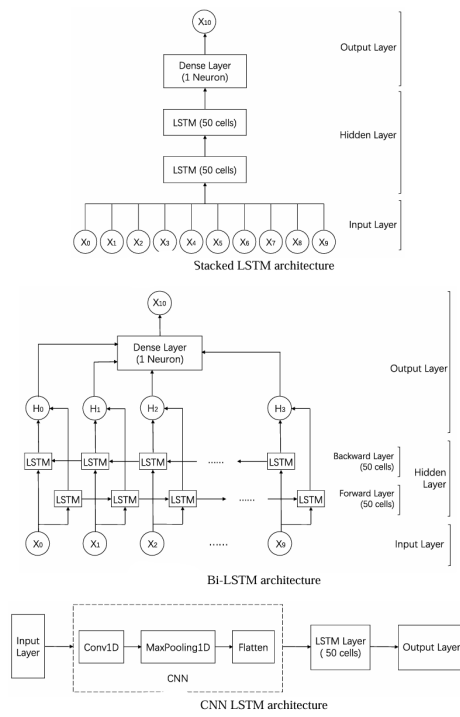 X10
Output Layer
Dense Layer
(1 Neuron)
LSTM (50 cells)
Hidden Layer
LSTM (50 cells)
Input Layer
X0 X1 X2 X3 X4 X5 X6 X7 X8 X9
Stacked LSTM architecture
X10
Dense Layer
(1 Neuron)
Output Layer
H0 H1 H2 H3
LSTM LSTM LSTM ...... LSTM
Backward Layer
(50 cells)
Hidden
Layer
LSTM LSTM LSTM ...... LSTM
Forward Layer
(50 cells)
X0 X1 X2 ...... X9
Input Layer
Bi-LSTM architecture
Input
Layer
Conv1D
MaxPooling1D
Flatten
CNN
LSTM Layer
( 50 cells)
Output Layer
CNN LSTM architecture